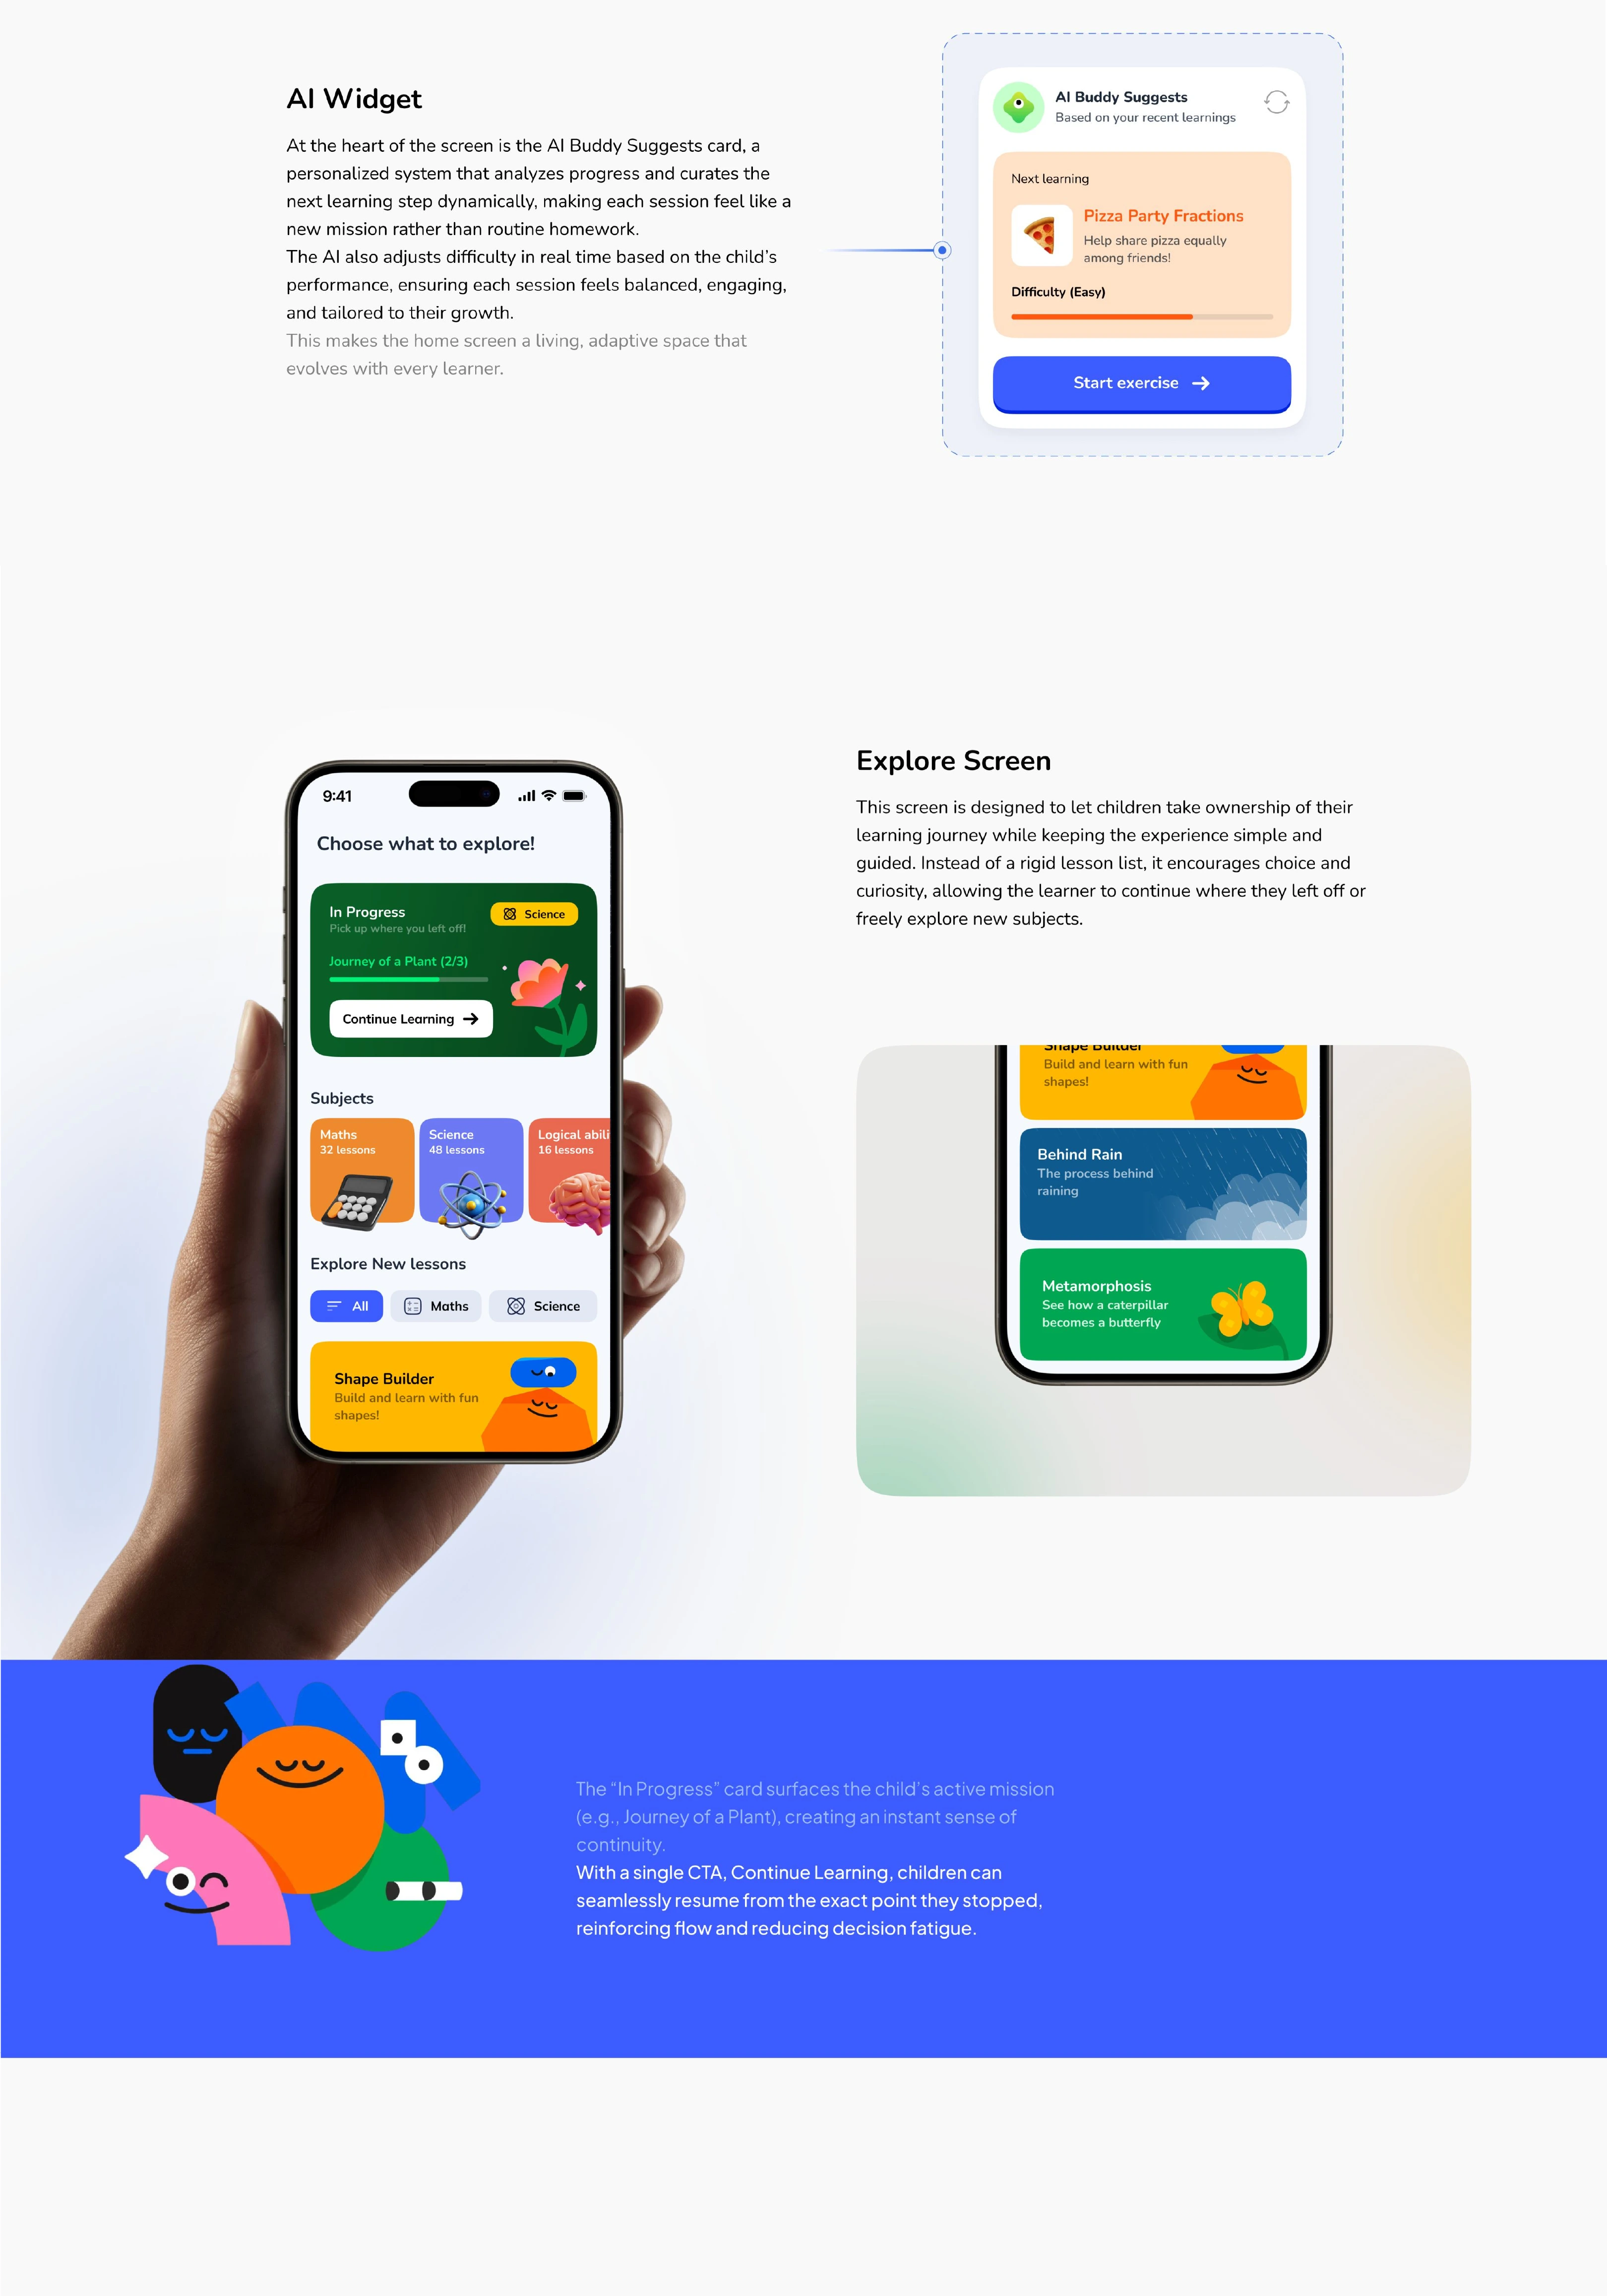 AI Widget
At the heart of the screen is the AI Buddy Suggests card, a
personalized system that analyzes progress and curates the
next learning step dynamically, making each session feel like a
new mission rather than routine homework.
The AI also adjusts difficulty in real time based on the child’s
performance, ensuring each session feels balanced, engaging,
and tailored to their growth.
This makes the home screen a living, adaptive space that
evolves with every learner.
AI Buddy Suggests
Based on your recent learnings
Next learning
Pizza Party Fractions
Help share pizza equally
among friends!
Difficulty (Easy)
Start exercise
9:41
Choose what to explore!
In Progress
Pick up where you left off!
Science
Journey of a Plant (2/3)
Continue Learning
Subjects
Maths
32 lessons
Science
48 lessons
Logical abili
16 lessons
Explore New lessons
All
Maths
Science
Shape Builder
Build and learn with fun
shapes!
Explore Screen
This screen is designed to let children take ownership of their
learning journey while keeping the experience simple and
guided. Instead of a rigid lesson list, it encourages choice and
curiosity, allowing the learner to continue where they left off or
freely explore new subjects.
Shape Builder
Build and learn with fun
shapes!
Behind Rain
The process behind
raining
Metamorphosis
See how a caterpillar
becomes a butterfly
The “In Progress” card surfaces the child’s active mission
(e.g., Journey of a Plant), creating an instant sense of
continuity.
With a single CTA, Continue Learning, children can
seamlessly resume from the exact point they stopped,
reinforcing flow and reducing decision fatigue.